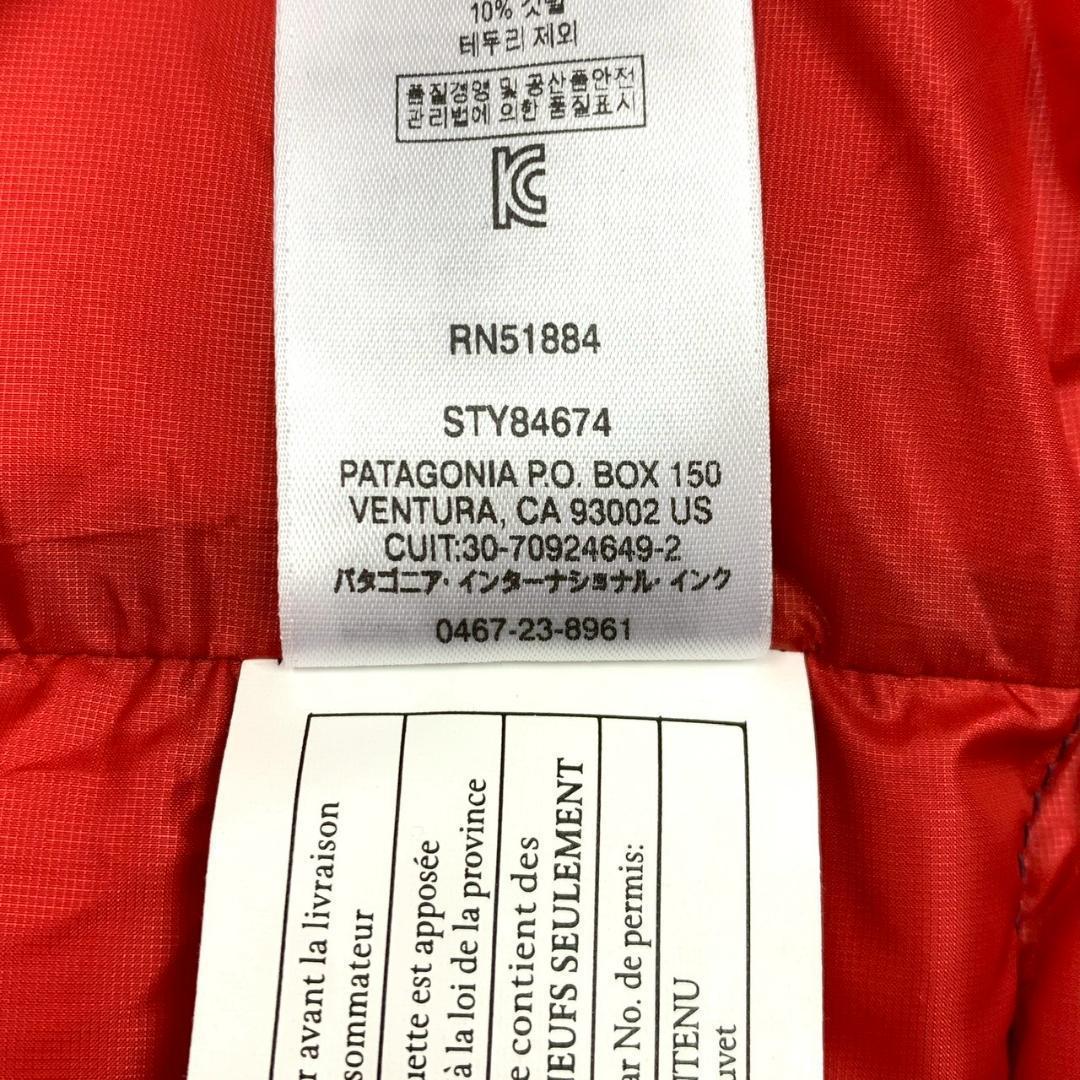 10% 깃털
테두리 제외
품질경영 및 공산품안전
관리법에 의한 품질표시
RN51884
STY84674
PATAGONIA P.O. BOX 150
VENTURA, CA 93002 US
CUIT:30-70924649-2
パタゴニア・インターナショナル・インク
0467-23-8961
avant la livraison
sommateur
uette est apposée
à la loi de la province
e contient des
NEUFS SEULEMENT
ar No. de permis:
NTENU
uvet